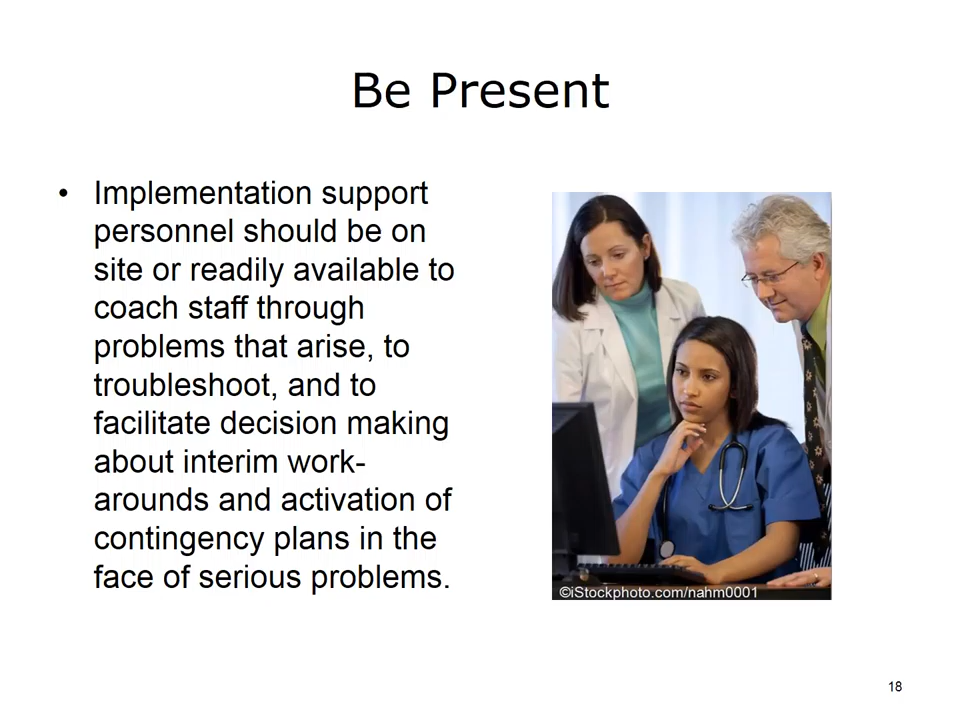 Be Present
• Implementation support
personnel should be on
site or readily available to
coach staff through
problems that arise, to
troubleshoot, and to
facilitate decision making
about interim work-
arounds and activation of
contingency plans in the
face of serious problems.
©iStockphoto.com/nahm0001
18